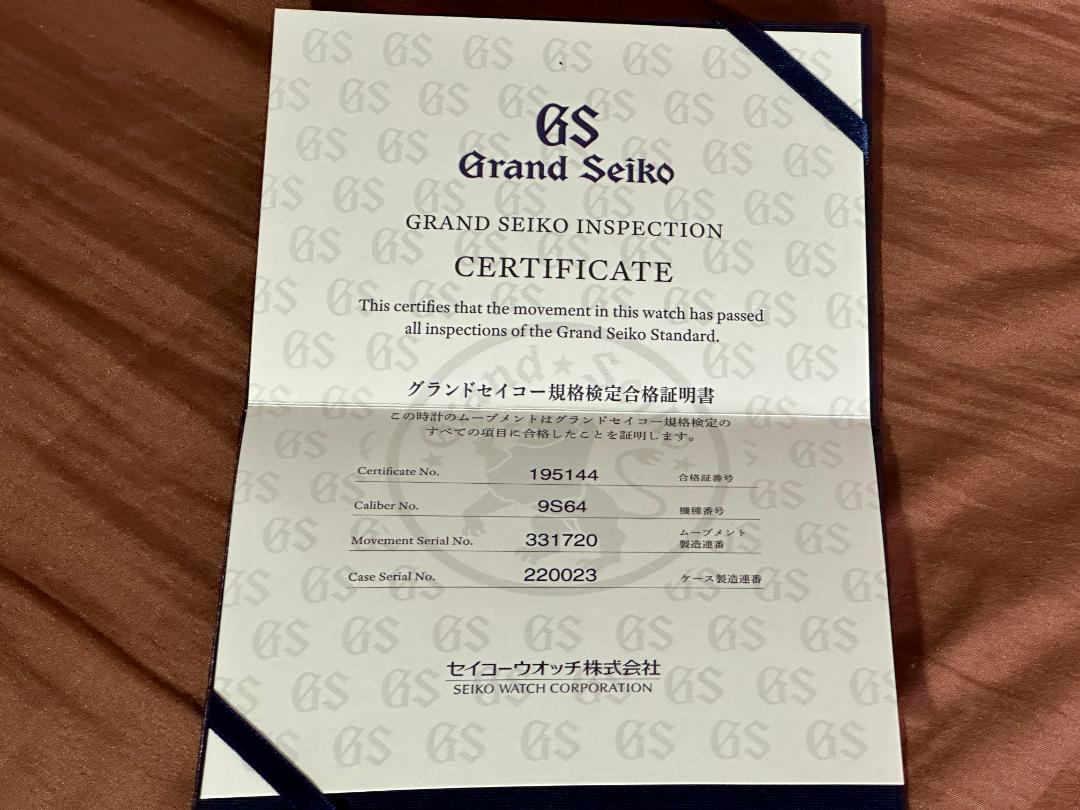 GS
Grand Seiko
GRAND SEIKO INSPECTION
CERTIFICATE
This certifies that the movement in this watch has passed
all inspections of the Grand Seiko Standard.
グランドセイコー規格検定合格証明書
この時計のムーブメントはグランドセイコー規格検定の
すべての項目に合格したことを証明します。
Certificate No. 195144 合格証番号
Caliber No. 9S64 機種番号
Movement Serial No. 331720 ムーブメント
製造連番
Case Serial No. 220023 ケース製造連番
セイコーウオッチ株式会社
SEIKO WATCH CORPORATION